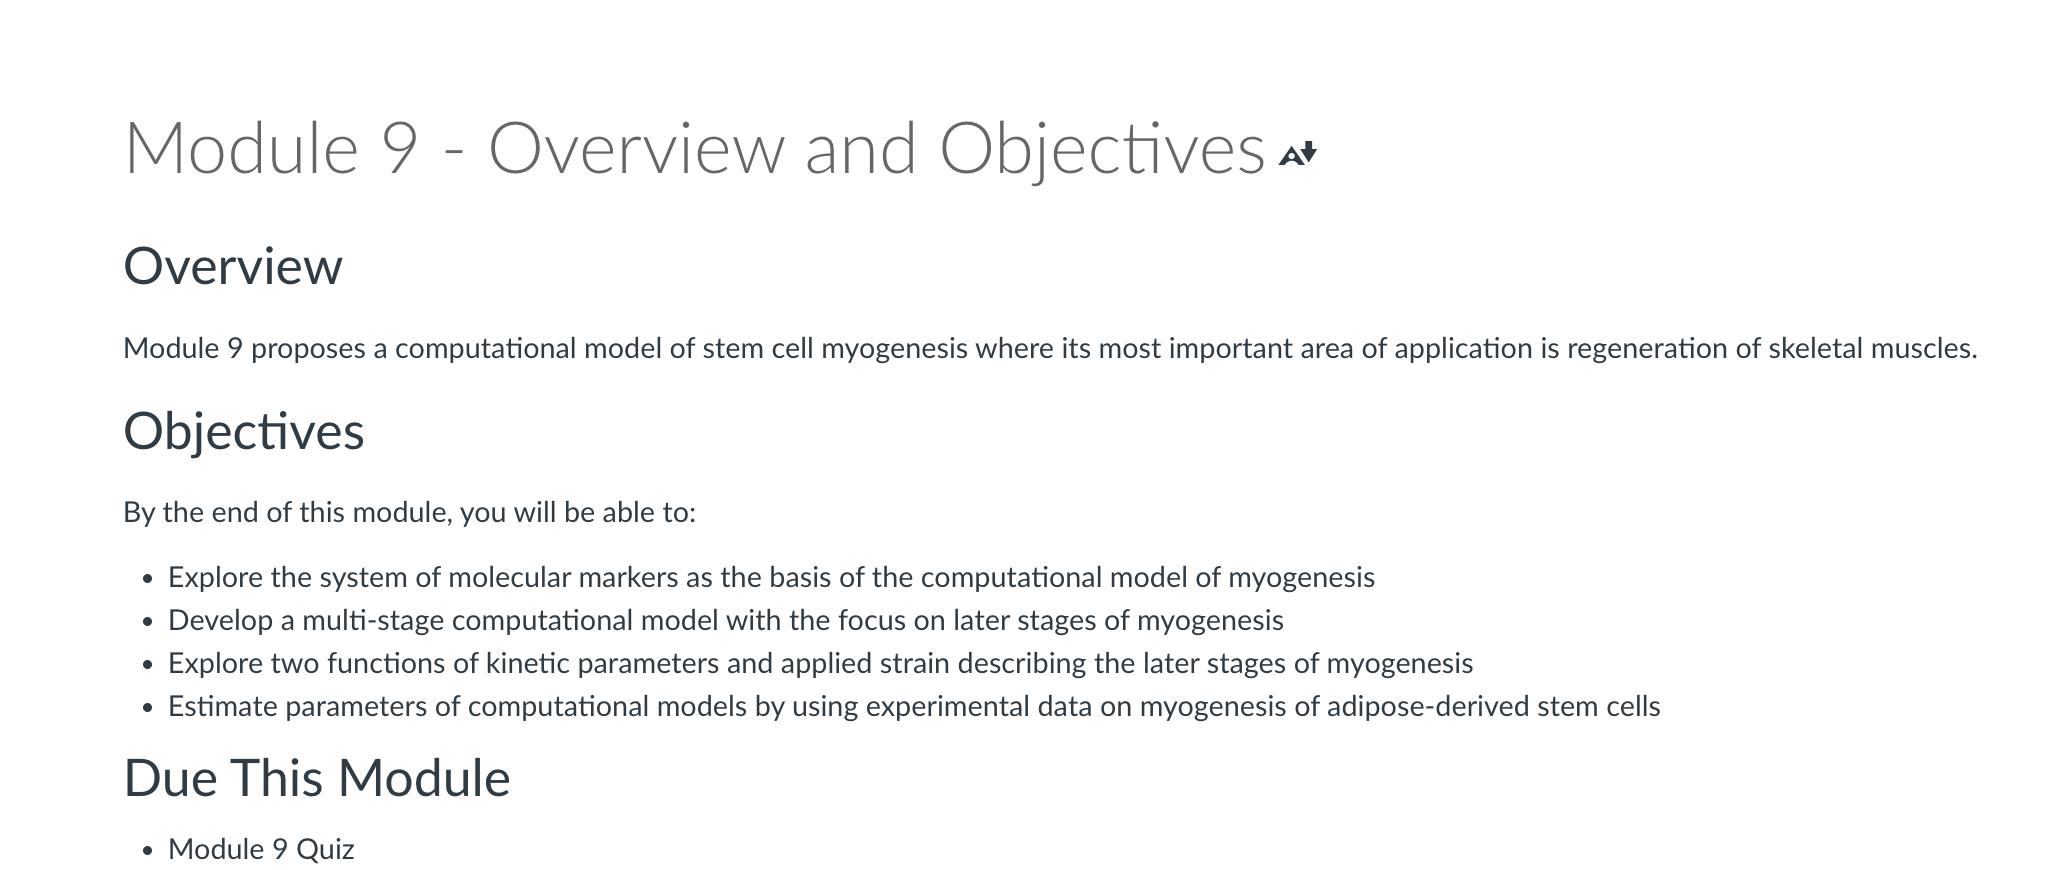 Module 9 - Overview and Objectives
Overview
Module 9 proposes a computational model of stem cell myogenesis where its most important area of application is regeneration of skeletal muscles.
Objectives
By the end of this module, you will be able to:
• Explore the system of molecular markers as the basis of the computational model of myogenesis
• Develop a multi-stage computational model with the focus on later stages of myogenesis
• Explore two functions of kinetic parameters and applied strain describing the later stages of myogenesis
• Estimate parameters of computational models by using experimental data on myogenesis of adipose-derived stem cells
Due This Module
• Module 9 Quiz